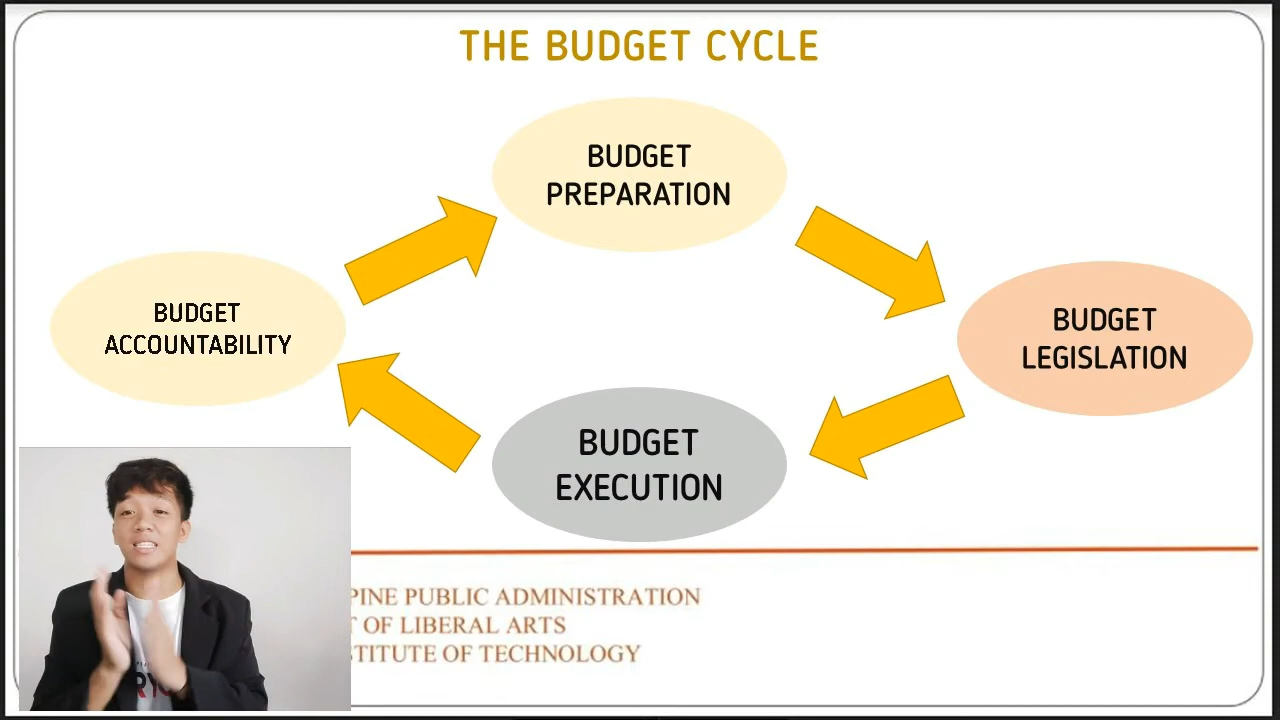 THE BUDGET CYCLE
BUDGET
PREPARATION
BUDGET
ACCOUNTABILITY
BUDGET
LEGISLATION
BUDGET
EXECUTION
PINE PUBLIC ADMINISTRATION
OF LIBERAL ARTS
STITUTE OF TECHNOLOGY